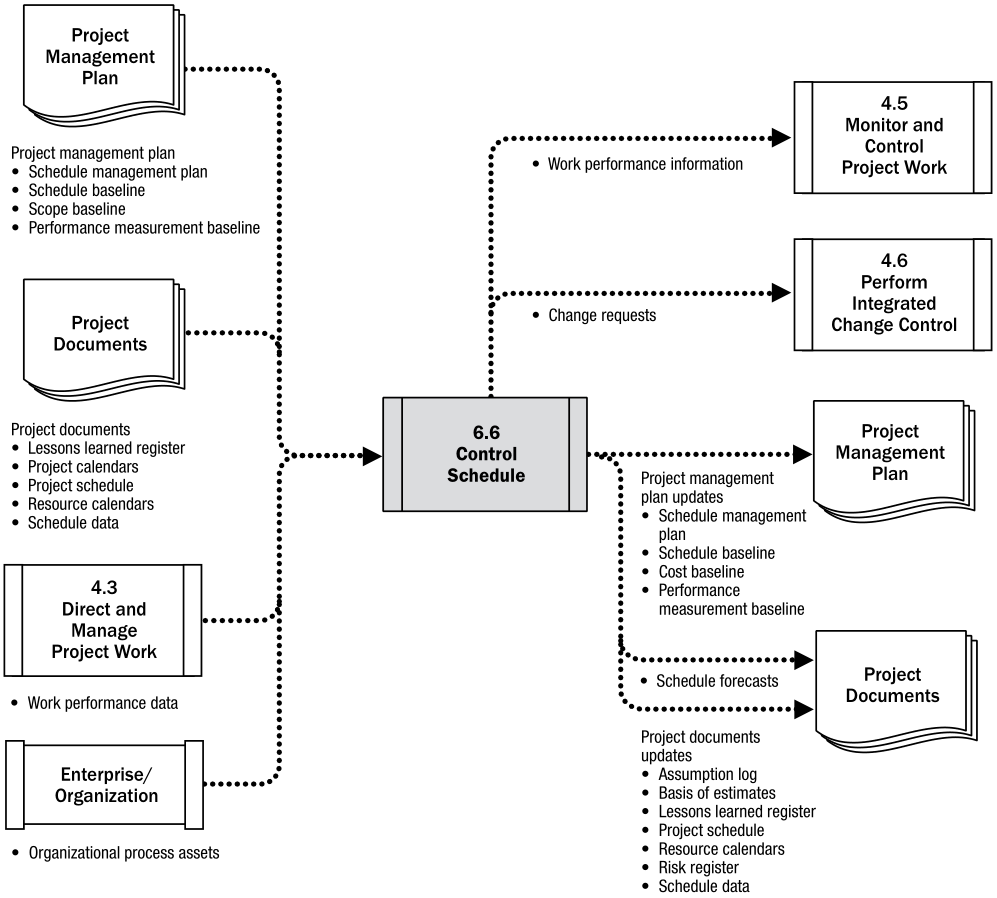 Project
Management
Plan
Project management plan
• Schedule management plan
• Schedule baseline
• Scope baseline
• Performance measurement baseline
Project
Documents
Project documents
• Lessons learned register
• Project calendars
• Project schedule
• Resource calendars
• Schedule data
4.3
Direct and
Manage
Project Work
• Work performance data
Enterprise/
Organization
• Organizational process assets
6.6
Control
Schedule
• Work performance information
4.5
Monitor and
Control
Project Work
• Change requests
4.6
Perform
Integrated
Change Control
Project
Management
Plan
Project management
plan updates
• Schedule management
plan
• Schedule baseline
• Cost baseline
• Performance
measurement baseline
• Schedule forecasts
Project
Documents
Project documents
updates
• Assumption log
• Basis of estimates
• Lessons learned register
• Project schedule
• Resource calendars
• Risk register
• Schedule data